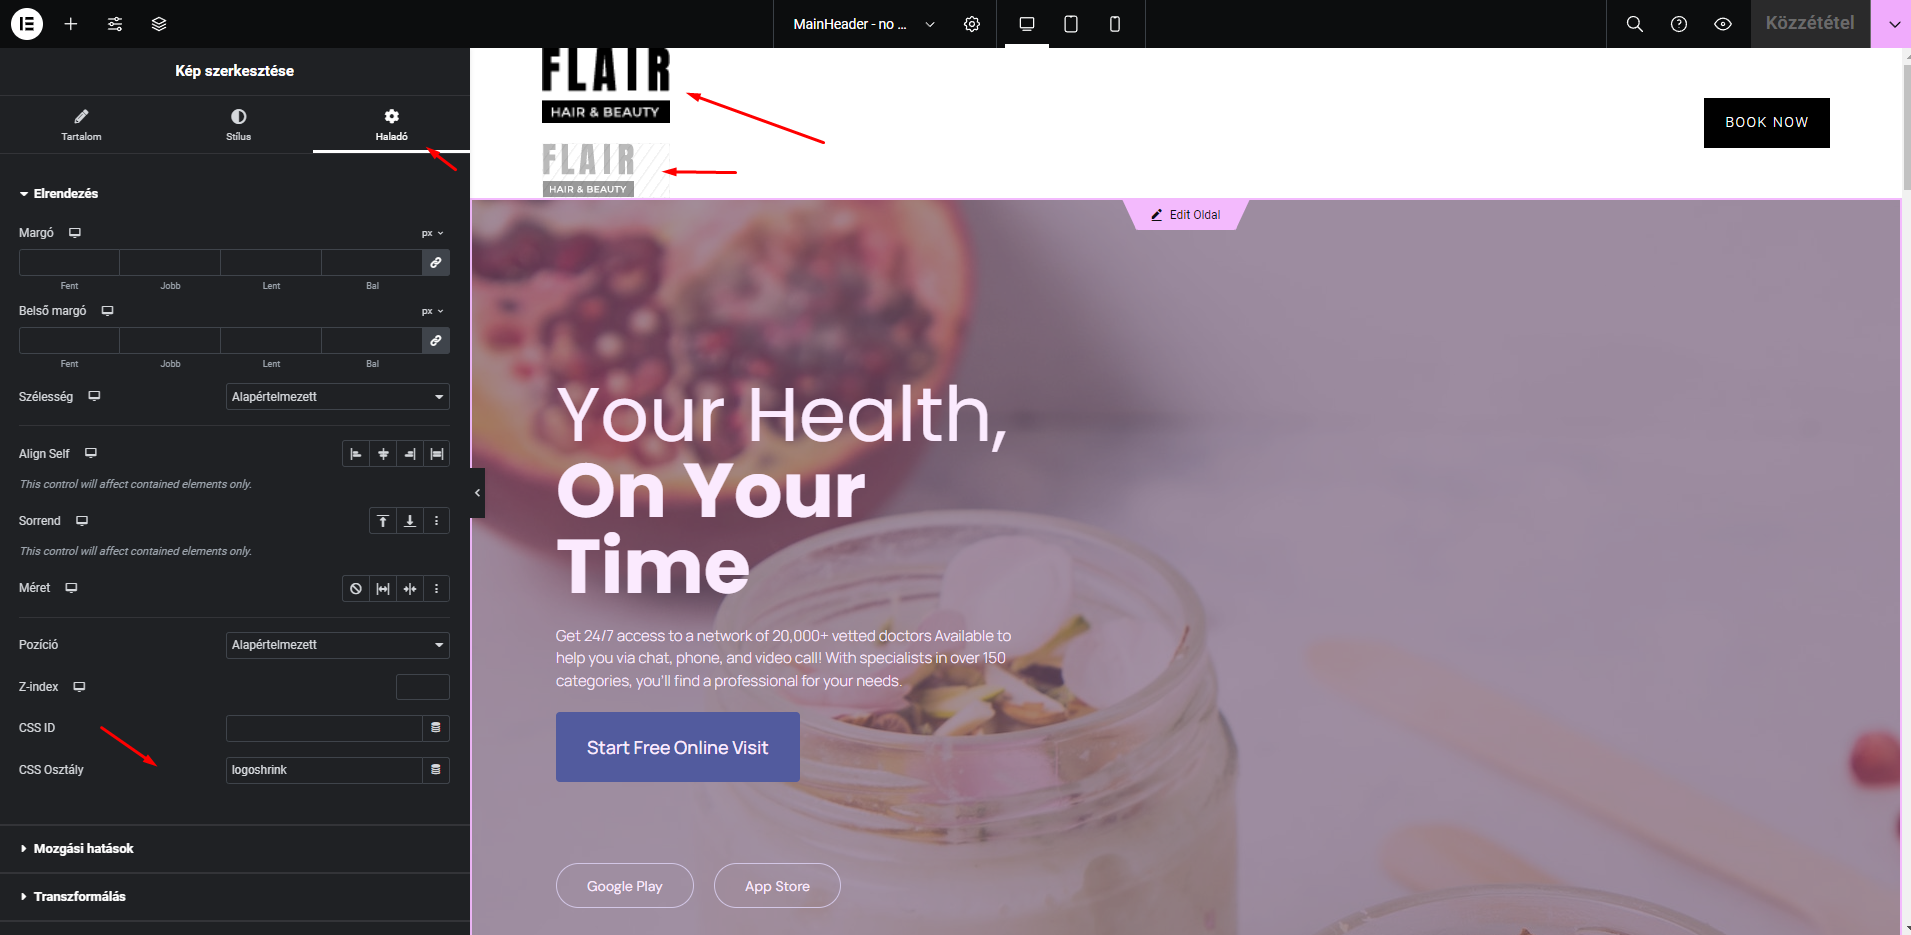 MainHeader - no ...
Közzététel
Kép szerkesztése
Tartalom
Stílus
Haladó
Elrendezés
Margó
px
Fent
Jobb
Lent
Bal
Belső margó
px
Fent
Jobb
Lent
Bal
Szélesség
Alapértelmezett
Align Self
This control will affect contained elements only.
Sorrend
This control will affect contained elements only.
Méret
Pozíció
Alapértelmezett
Z-index
CSS ID
CSS Osztály
logoshrink
Mozgási hatások
Transzformálás
FLAIR
HAIR & BEAUTY
FLAIR
HAIR & BEAUTY
BOOK NOW
Edit Oldal
Your Health,
On Your
Time
Get 24/7 access to a network of 20,000+ vetted doctors Available to
help you via chat, phone, and video call! With specialists in over 150
categories, you'll find a professional for your needs.
Start Free Online Visit
Google Play
App Store